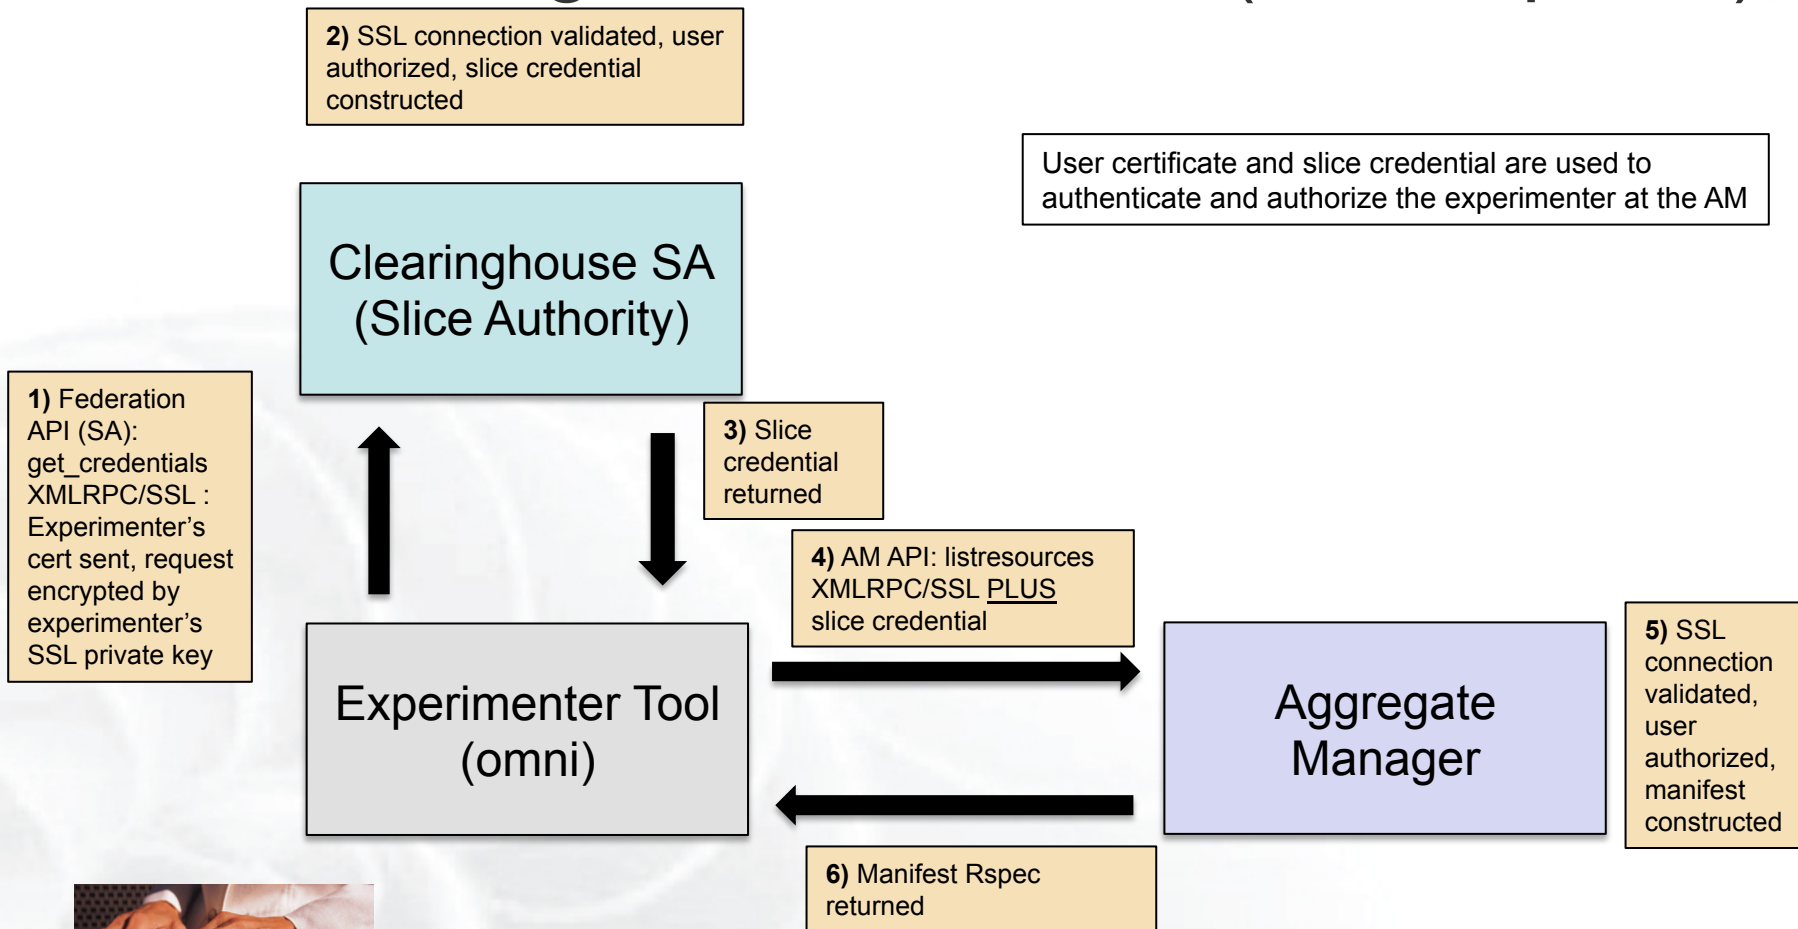 2) SSL connection validated, user
authorized, slice credential
constructed
User certificate and slice credential are used to
authenticate and authorize the experimenter at the AM
Clearinghouse SA
(Slice Authority)
1) Federation
API (SA):
get_credentials
XMLRPC/SSL :
Experimenter’s
cert sent, request
encrypted by
experimenter’s
SSL private key
3) Slice
credential
returned
4) AM API: listresources
XMLRPC/SSL PLUS
slice credential
Experimenter Tool
(omni)
Aggregate
Manager
5) SSL
connection
validated,
user
authorized,
manifest
constructed
6) Manifest Rspec
returned